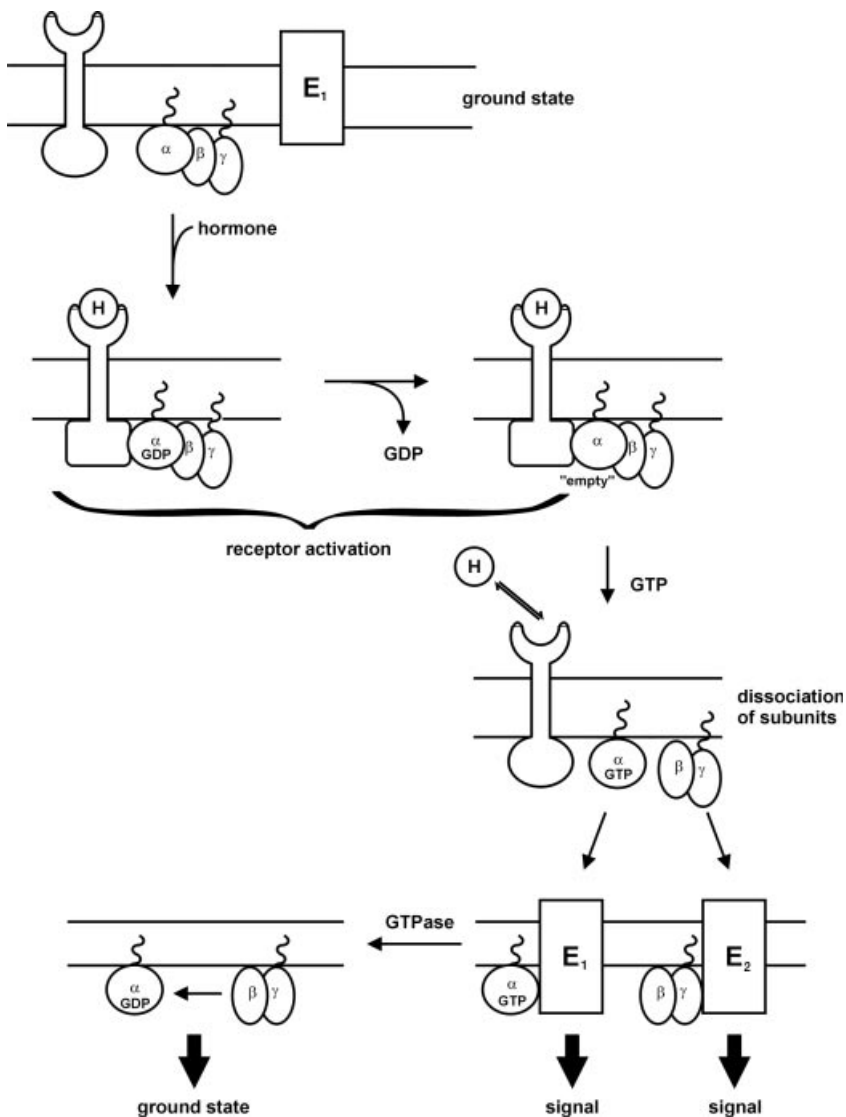 E1
ground state
α
β
γ
hormone
H
H
α
GDP
β
γ
GDP
α
β
γ
"empty"
receptor activation
H
GTP
dissociation
of subunits
α
GTP
β
γ
GTPase
E1
E2
α
GDP
β
γ
α
GTP
β
γ
ground state
signal
signal